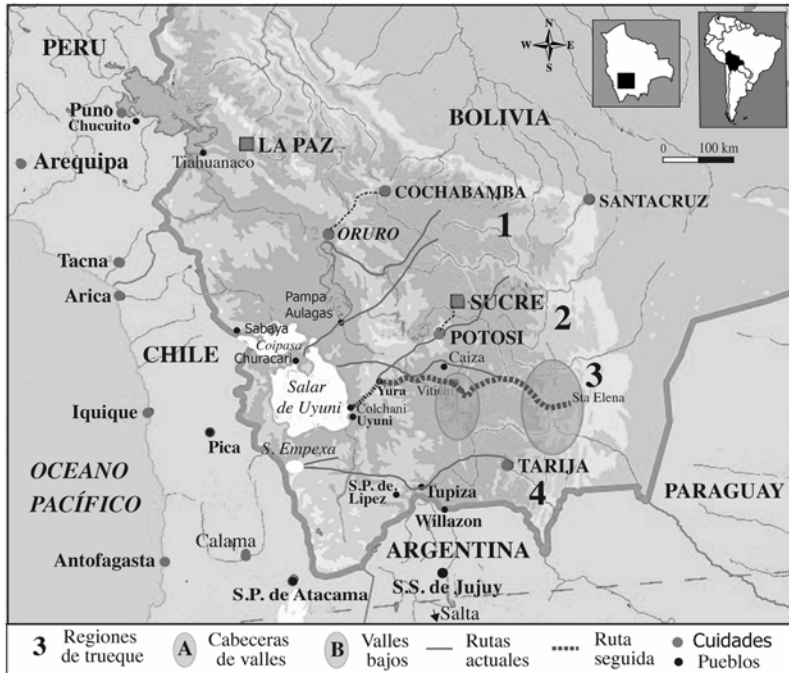 PERU
N
W E
S
Puno
Chucuito
BOLIVIA
LA PAZ
0 100 km
Arequipa
Tiahuanaco
COCHABAMBA
SANTACRUZ
1
ORURO
Tacna
Arica
Pampa
Aulagas
SUCRE
2
Sabaya
POTOSI
Coipasa
CHILE
Churacari
Caiza
3
Salar
de Uyuni
Yura
Vitichi
Sta Elena
Colchani
Uyuni
Iquique
Pica
S. Empexa
TARIJA
OCEANO
PACÍFICO
S.P. de
Lipez
Tupiza
4
PARAGUAY
Willazon
Calama
ARGENTINA
Antofagasta
S.P. de Atacama
S.S. de Jujuy
Salta
3 Regiones
de trueque
A Cabeceras
de valles
B Valles
bajos
Rutas
actuales
Ruta
seguida
Cuidades
Pueblos